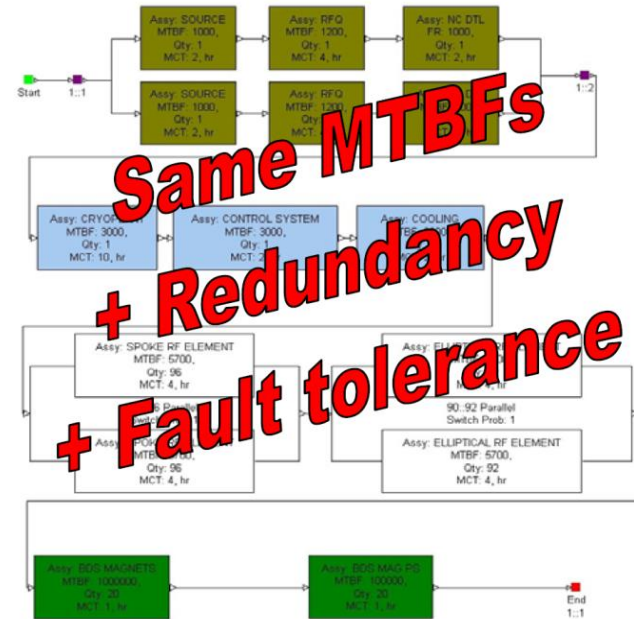 Assy: SOURCE
MTBF: 1000,
Qty: 1
MCT: 2, hr
Assy: RFQ
MTBF: 1200,
Qty: 1
MCT: 4, hr
Assy: NC DTL
FR: 1000,
Qty: 1
MCT: 2, hr
Start
1::1
1::2
Assy: SOURCE
MTBF: 1000,
Qty: 1
MCT: 2, hr
Assy: RFQ
MTBF: 1200,
Same MTBFs
+ Redundancy
+ Fault tolerance
MTBF: 3000,
Qty: 1
MCT: 10, hr
Assy: CONTROL SYSTEM
MTBF: 3000,
Qty: 1
Assy: COOLING
Assy: SPOKE RF ELEMENT
MTBF: 5700,
Qty: 96
MCT: 4, hr
Parallel
Qty: 96
MCT: 4, hr
90::92 Parallel
Switch Prob: 1
Assy: ELLIPTICAL RF ELEMENT
MTBF: 5700,
Qty: 92
MCT: 4, hr
Assy: BDS MAGNETS
MTBF: 1000000,
Qty: 20
MCT: 1, hr
Assy: BDS MAG PS
MTBF: 100000,
Qty: 20
MCT: 1, hr
End
1::1